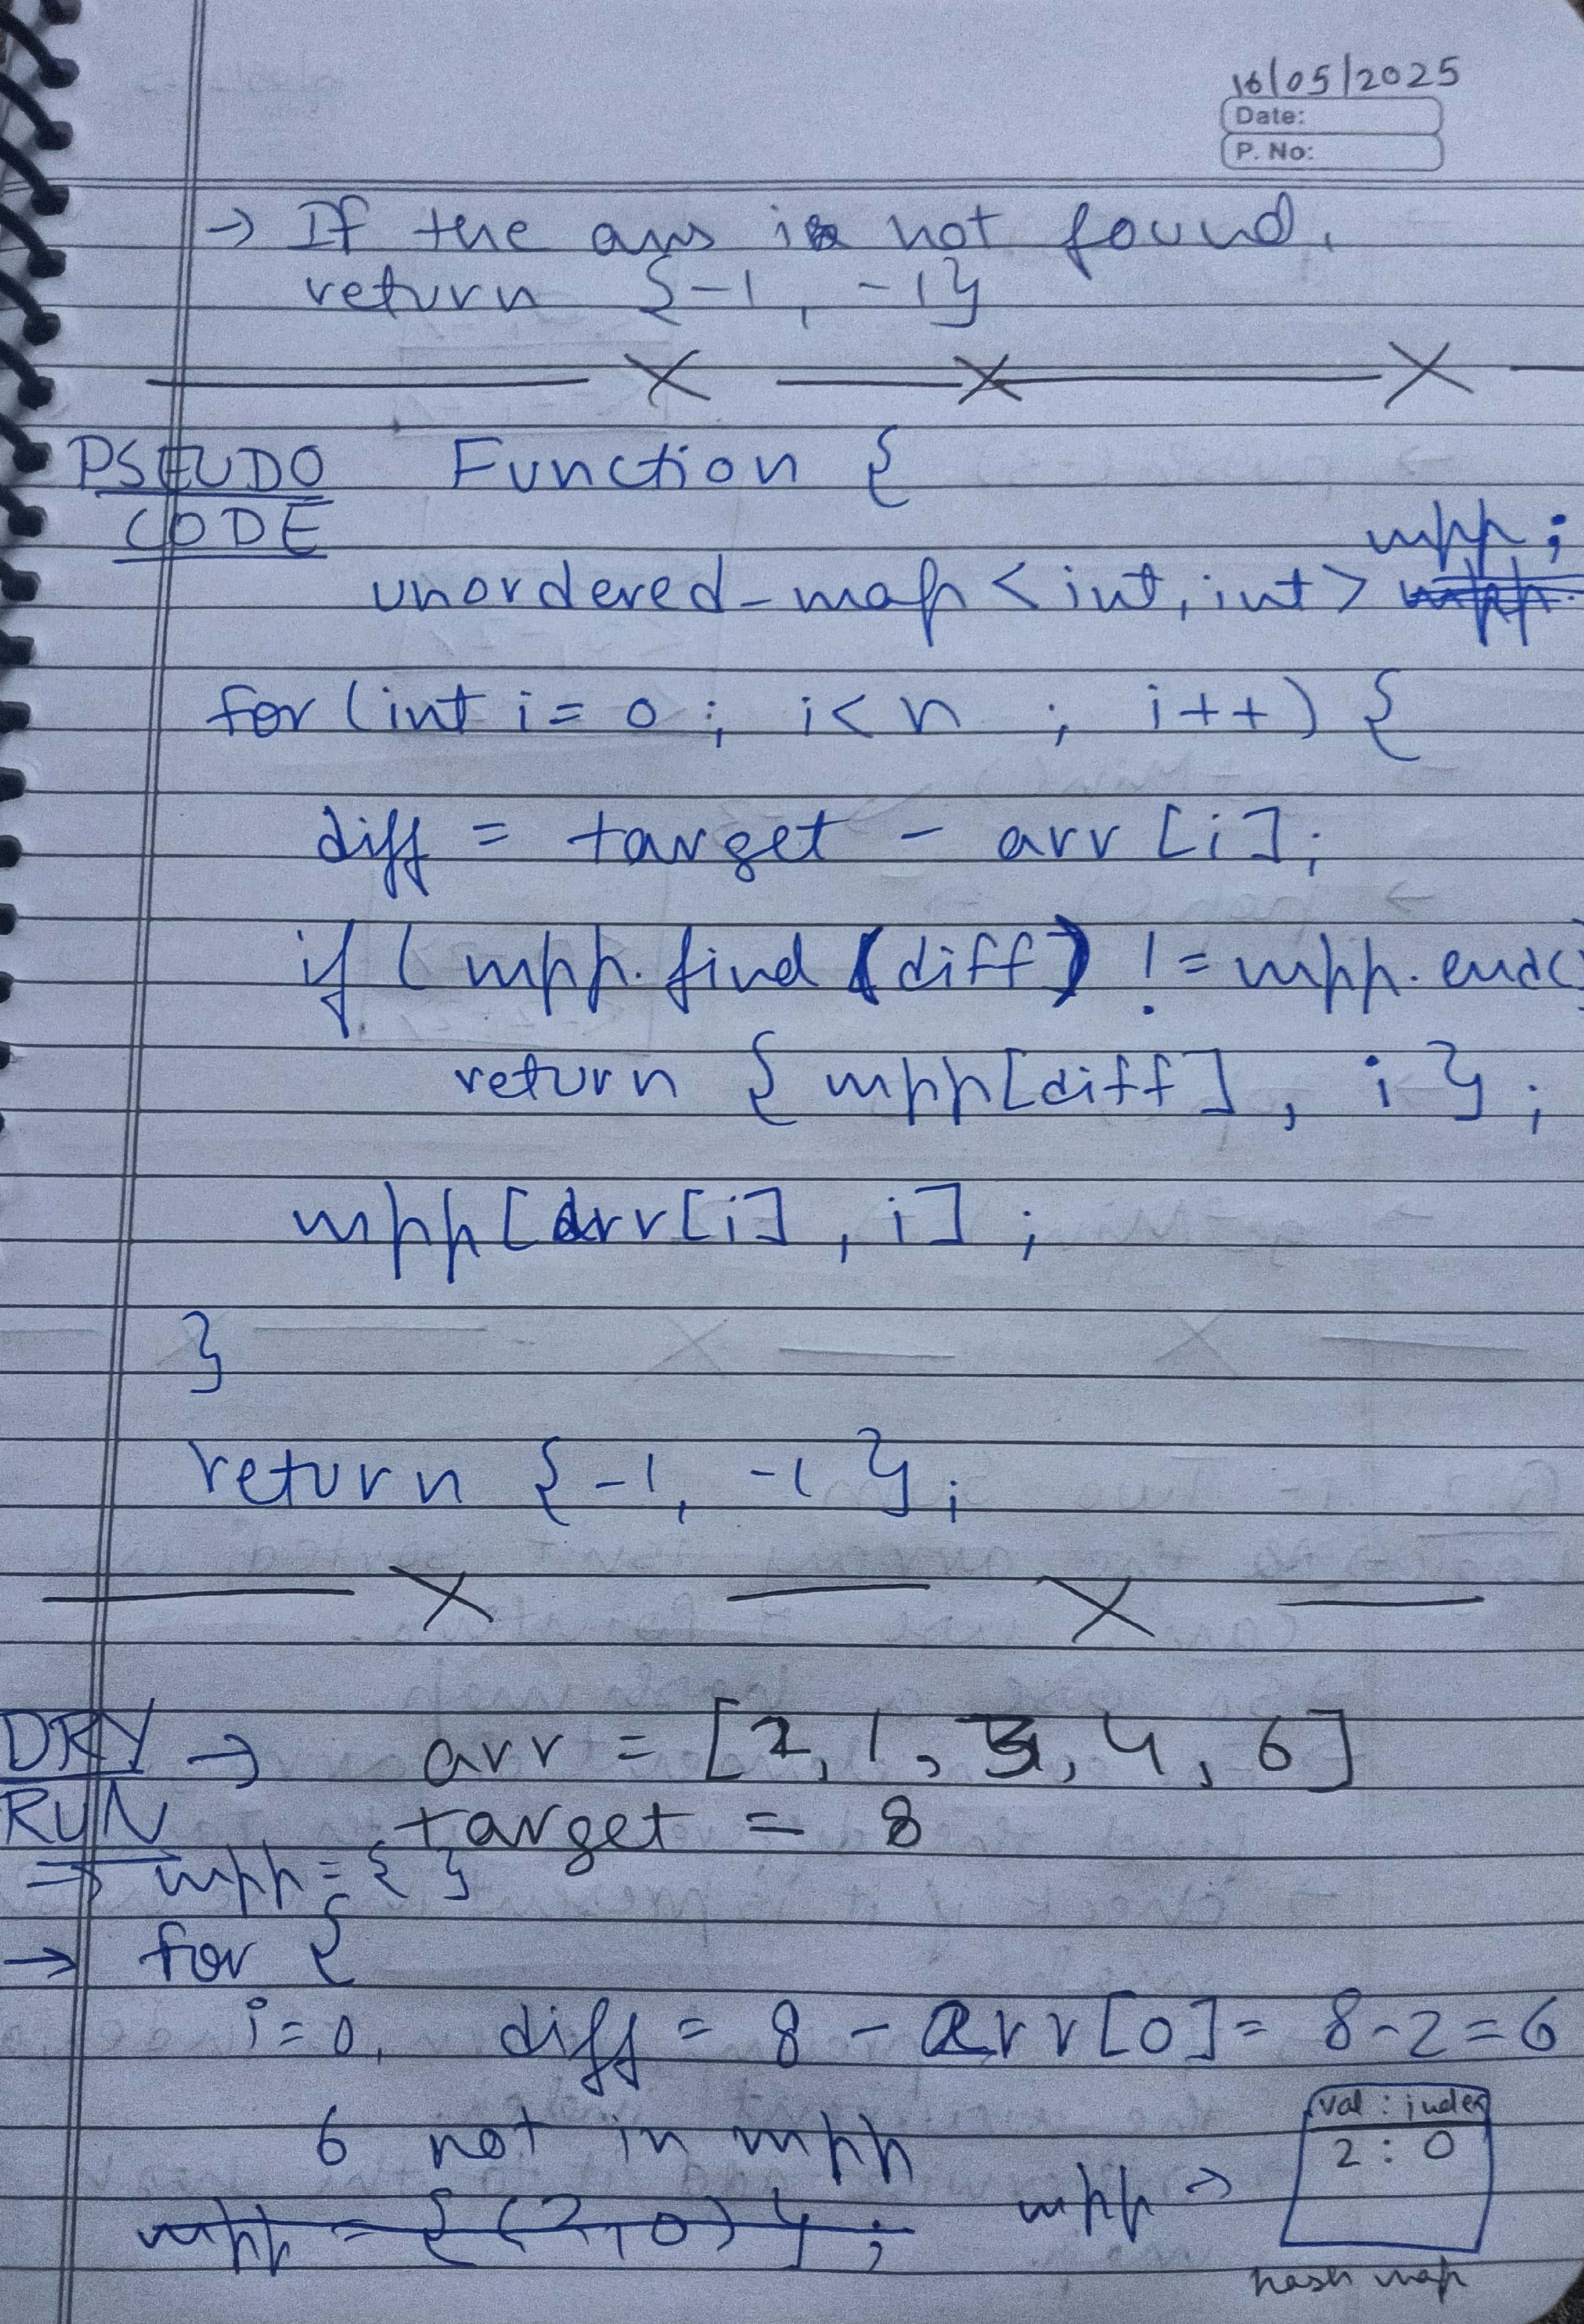 16/05/2025
Date:
P. No:
→ If the ans is not found,
return {-1, -1}
PSEUDO Function {
CODE
mpp;
unordered-map <int, int>
for (int i = 0 ; i < n ; i++) {
diff = target - arr [i];
if ( mpp.find (diff) != mpp.end()
return { mpp[diff] , i };
mpp [arr[i] , i] ;
}
return {-1, -1};
DRY → arr = [2, 1, 3, 4, 6]
RUN target = 8
⇒ mpp = { }
→ for {
i=0, diff = 8 - arr[0] = 8-2=6
6 not in mpp
val : index
2 : 0
mpp →
mpp = {(2,0)};
hash map